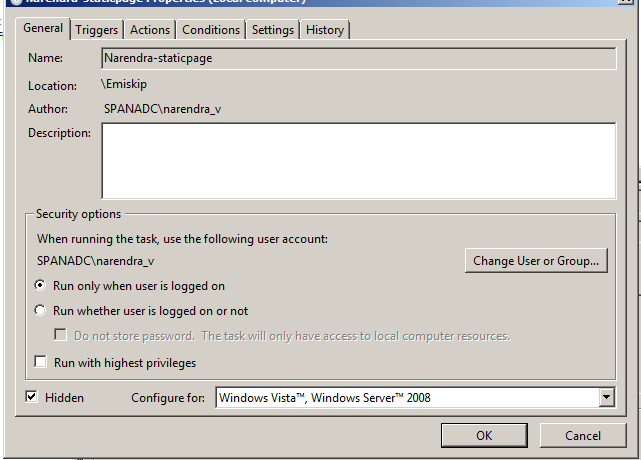 Narendra-staticpage Properties (Local Computer)
General Triggers Actions Conditions Settings History
Name: Narendra-staticpage
Location: \Emiskip
Author: SPANADC\narendra_v
Description:
Security options
When running the task, use the following user account:
SPANADC\narendra_v
Change User or Group...
Run only when user is logged on
Run whether user is logged on or not
Do not store password. The task will only have access to local computer resources.
Run with highest privileges
Hidden Configure for: Windows Vista™, Windows Server™ 2008
OK Cancel